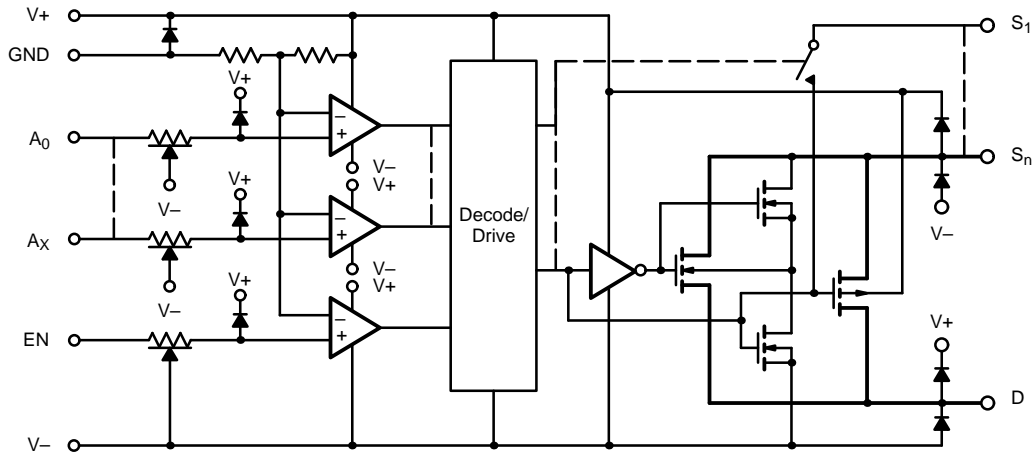 V+
S1
GND
V+
–
+
A0
Sn
V–
V+
V–
V+
V–
–
+
AX
Decode/
Drive
V–
V–
V+
V+
–
+
EN
V+
D
V–